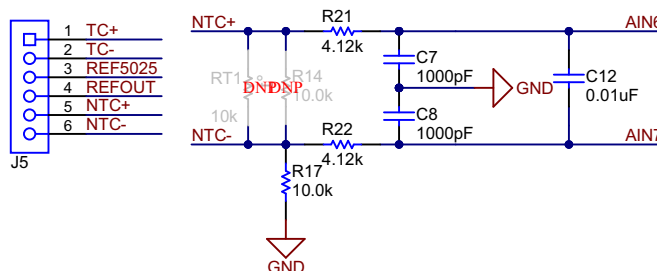 1 TC+
2 TC-
3 REF5025
4 REFOUT
5 NTC+
6 NTC-
J5
NTC+
R21
4.12k
AIN6
C7
1000pF
RT1
DNP
DNP
R14
10.0k
10k
GND
C12
0.01uF
C8
1000pF
NTC-
R22
4.12k
AIN7
R17
10.0k
GND